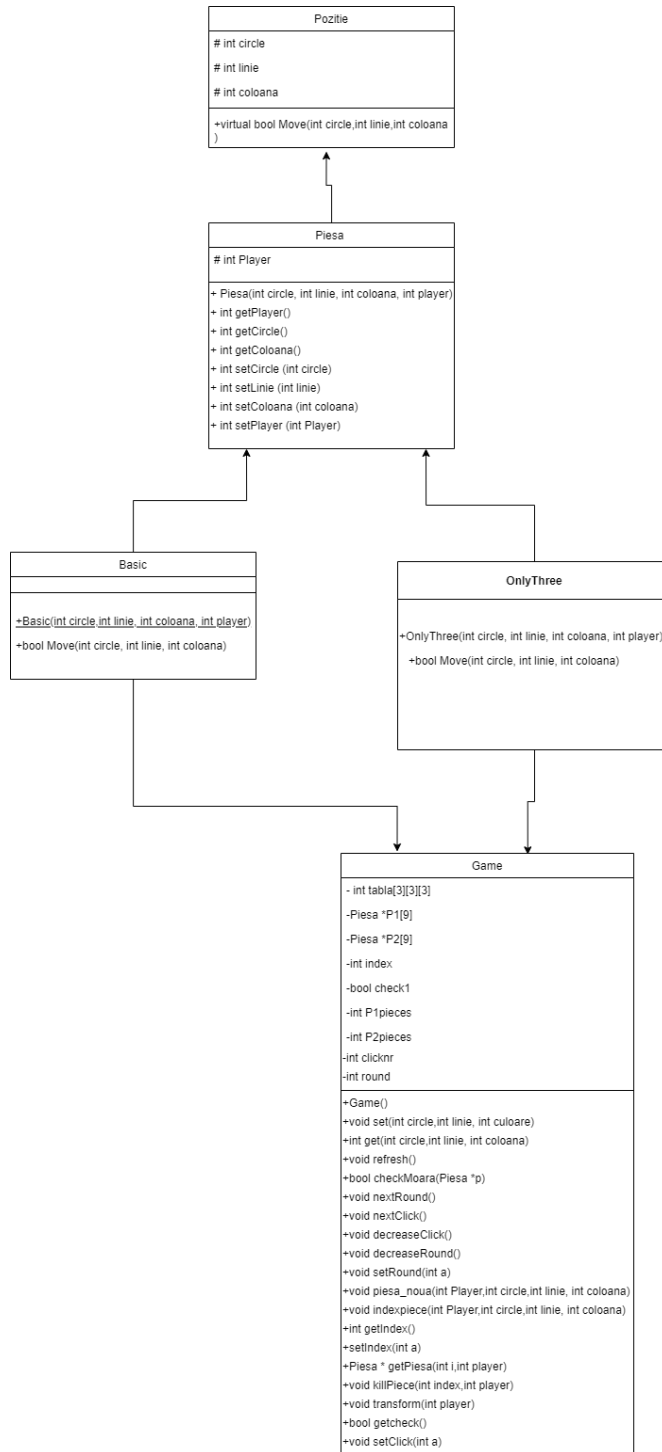 Pozitie
# int circle
# int linie
# int coloana
+virtual bool Move(int circle,int linie,int coloana
)
Piesa
# int Player
+ Piesa(int circle, int linie, int coloana, int player)
+ int getPlayer()
+ int getCircle()
+ int getColoana()
+ int setCircle (int circle)
+ int setLinie (int linie)
+ int setColoana (int coloana)
+ int setPlayer (int Player)
Basic
+Basic(int circle,int linie, int coloana, int player)
+bool Move(int circle, int linie, int coloana)
OnlyThree
+OnlyThree(int circle, int linie, int coloana, int player)
+bool Move(int circle, int linie, int coloana)
Game
- int tabla[3][3][3]
-Piesa *P1[9]
-Piesa *P2[9]
-int index
-bool check1
-int P1pieces
-int P2pieces
-int clicknr
-int round
+Game()
+void set(int circle,int linie, int culoare)
+int get(int circle,int linie, int coloana)
+void refresh()
+bool checkMoara(Piesa *p)
+void nextRound()
+void nextClick()
+void decreaseClick()
+void decreaseRound()
+void setRound(int a)
+void piesa_noua(int Player,int circle,int linie, int coloana)
+void indexpiece(int Player,int circle,int linie, int coloana)
+int getIndex()
+setIndex(int a)
+Piesa * getPiesa(int i,int player)
+void killPiece(int index,int player)
+void transform(int player)
+bool getcheck()
+void setClick(int a)